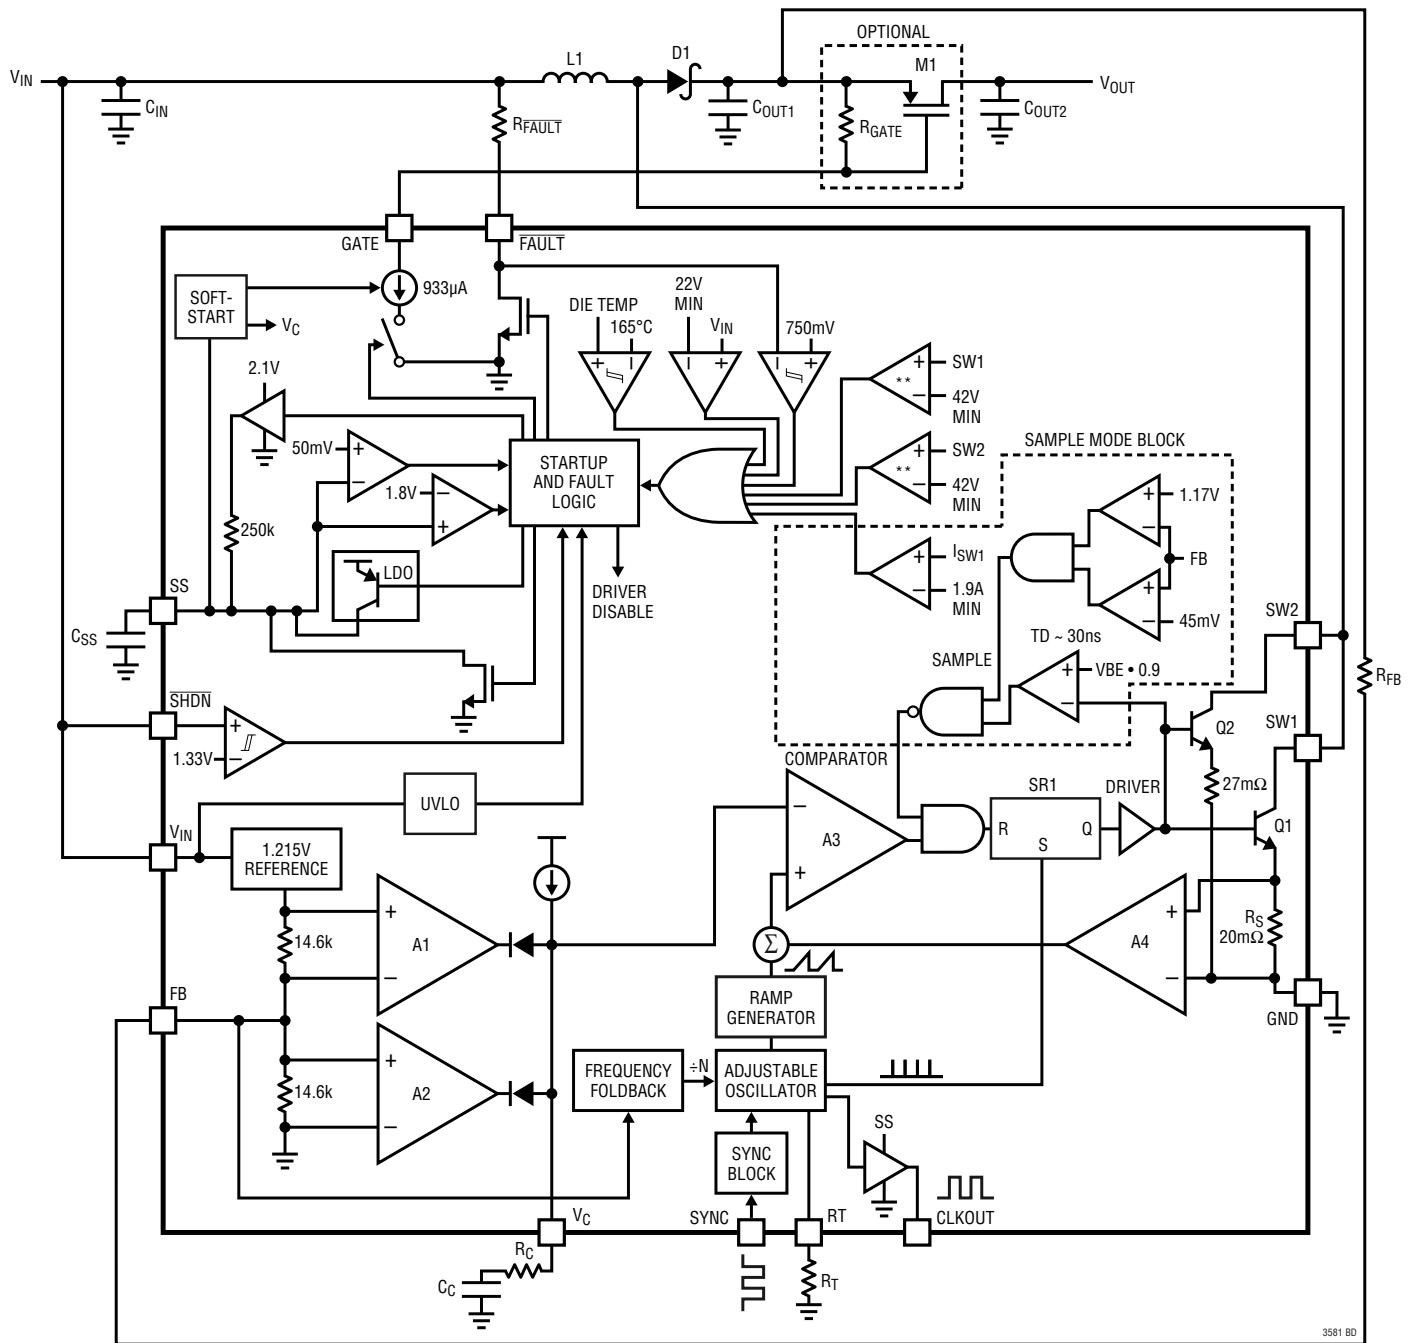 OPTIONAL
L1
D1
M1
VIN
VOUT
CIN
RFAULT
COUT1
RGATE
COUT2
GATE
FAULT
SOFT-
START
933µA
VC
22V
MIN
DIE TEMP
165°C
VIN
750mV
+
−
−
+
−
+
2.1V
+
SW1
**
−
42V
MIN
50mV
+
−
STARTUP
AND FAULT
LOGIC
+
SW2
**
−
42V
MIN
SAMPLE MODE BLOCK
1.8V
−
+
+
1.17V
−
FB
+
−
45mV
250k
LDO
+
ISW1
−
1.9A
MIN
DRIVER
DISABLE
SS
CSS
SW2
TD ~ 30ns
SAMPLE
+
VBE • 0.9
−
RFB
SHDN
+
1.33V
−
Q2
SW1
COMPARATOR
27mΩ
UVLO
SR1
DRIVER
−
A3
+
R
Q
S
Q1
VIN
1.215V
REFERENCE
14.6k
+
A1
−
Σ
+
A4
−
RS
20mΩ
FB
RAMP
GENERATOR
GND
14.6k
+
A2
−
FREQUENCY
FOLDBACK
÷N
ADJUSTABLE
OSCILLATOR
SYNC
BLOCK
SS
VC
SYNC
RT
CLKOUT
RC
CC
RT
3581 BD